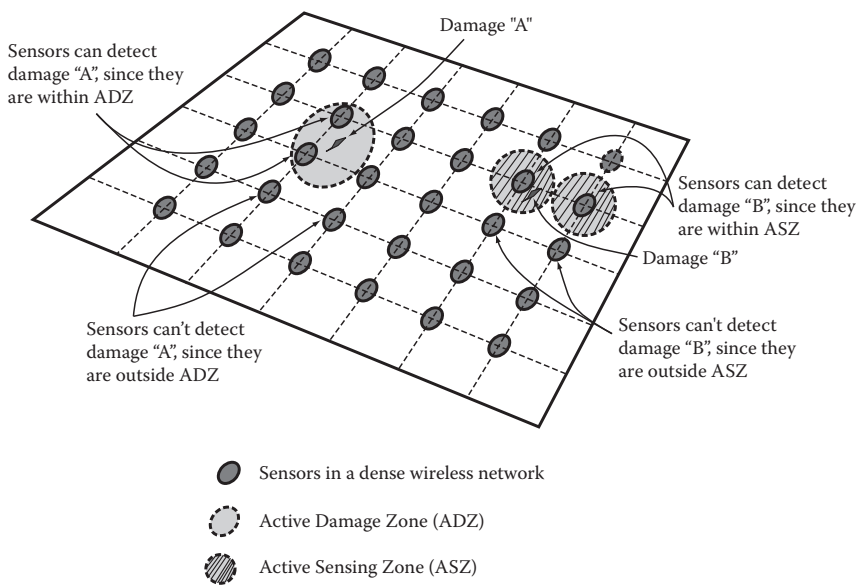 Damage "A"
Sensors can detect
damage “A”, since they
are within ADZ
Sensors can detect
damage “B”, since they
are within ASZ
Damage “B”
Sensors can’t detect
damage “A”, since they
are outside ADZ
Sensors can't detect
damage “B”, since they
are outside ASZ
Sensors in a dense wireless network
Active Damage Zone (ADZ)
Active Sensing Zone (ASZ)